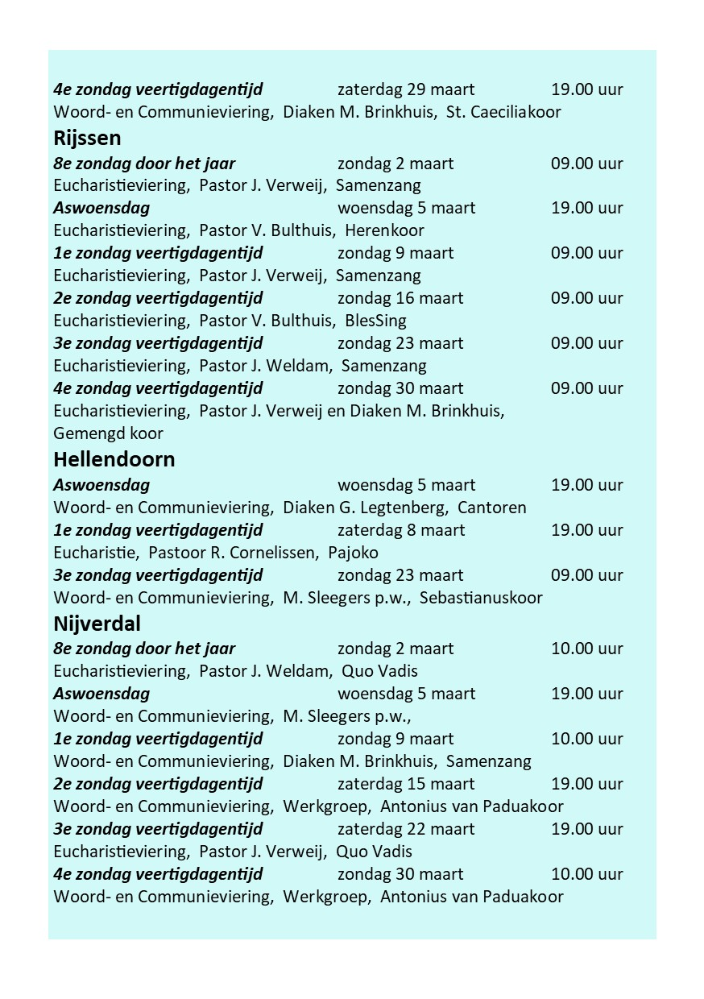 4e zondag veertigdagentijd zaterdag 29 maart 19.00 uur
Woord- en Communieviering, Diaken M. Brinkhuis, St. Caeciliakoor
Rijssen
8e zondag door het jaar zondag 2 maart 09.00 uur
Eucharistieviering, Pastor J. Verweij, Samenzang
Aswoensdag woensdag 5 maart 19.00 uur
Eucharistieviering, Pastor V. Bulthuis, Herenkoor
1e zondag veertigdagentijd zondag 9 maart 09.00 uur
Eucharistieviering, Pastor J. Verweij, Samenzang
2e zondag veertigdagentijd zondag 16 maart 09.00 uur
Eucharistieviering, Pastor V. Bulthuis, BlesSing
3e zondag veertigdagentijd zondag 23 maart 09.00 uur
Eucharistieviering, Pastor J. Weldam, Samenzang
4e zondag veertigdagentijd zondag 30 maart 09.00 uur
Eucharistieviering, Pastor J. Verweij en Diaken M. Brinkhuis,
Gemengd koor
Hellendoorn
Aswoensdag woensdag 5 maart 19.00 uur
Woord- en Communieviering, Diaken G. Legtenberg, Cantoren
1e zondag veertigdagentijd zaterdag 8 maart 19.00 uur
Eucharistie, Pastoor R. Cornelissen, Pajoko
3e zondag veertigdagentijd zondag 23 maart 09.00 uur
Woord- en Communieviering, M. Sleegers p.w., Sebastianuskoor
Nijverdal
8e zondag door het jaar zondag 2 maart 10.00 uur
Eucharistieviering, Pastor J. Weldam, Quo Vadis
Aswoensdag woensdag 5 maart 19.00 uur
Woord- en Communieviering, M. Sleegers p.w.,
1e zondag veertigdagentijd zondag 9 maart 10.00 uur
Woord- en Communieviering, Diaken M. Brinkhuis, Samenzang
2e zondag veertigdagentijd zaterdag 15 maart 19.00 uur
Woord- en Communieviering, Werkgroep, Antonius van Paduakoor
3e zondag veertigdagentijd zaterdag 22 maart 19.00 uur
Eucharistieviering, Pastor J. Verweij, Quo Vadis
4e zondag veertigdagentijd zondag 30 maart 10.00 uur
Woord- en Communieviering, Werkgroep, Antonius van Paduakoor